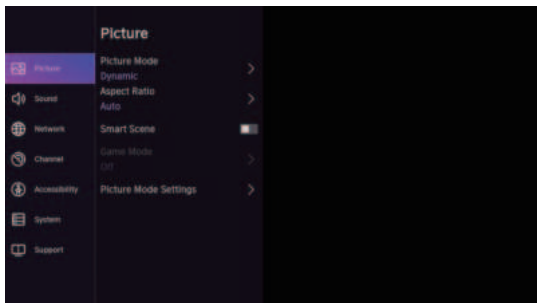 Picture
Picture
Sound
Network
Channel
Accessibility
System
Support
Picture Mode
Dynamic
Aspect Ratio
Auto
Smart Scene
Game Mode
Off
Picture Mode Settings